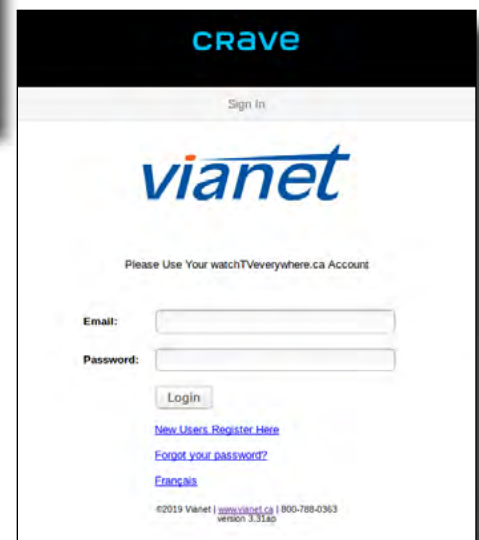 CRAVE
Sign In
vianet
Please Use Your watchTVeverywhere.ca Account
Email:
Password:
Login
New Users Register Here
Forgot your password?
Français
©2019 Vianet | www.vianet.ca | 800-788-0363
version 3.31ap